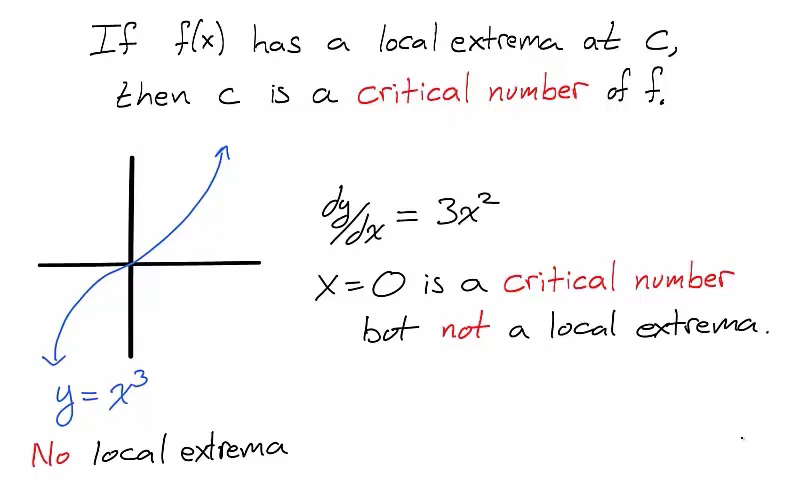 If f(x) has a local extrema at c,
then c is a critical number of f.
dy/dx = 3x²
x=0 is a critical number
but not a local extrema.
y = x³
No local extrema